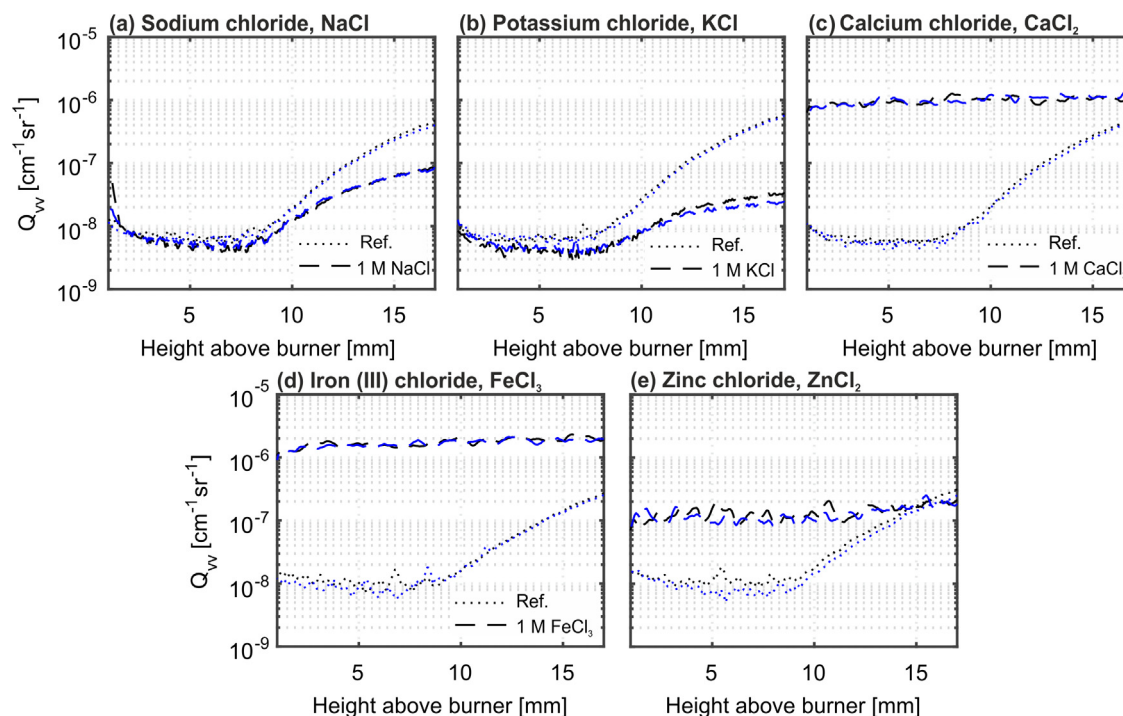 (a) Sodium chloride, NaCl
(b) Potassium chloride, KCl
(c) Calcium chloride, CaCl₂
Q_vv [cm⁻¹sr⁻¹]
10⁻⁵
10⁻⁶
10⁻⁷
10⁻⁸
10⁻⁹
Ref.
1 M NaCl
Ref.
1 M KCl
Ref.
1 M CaCl
5 10 15
5 10 15
5 10 15
Height above burner [mm]
Height above burner [mm]
Height above burner [mm]
(d) Iron (III) chloride, FeCl₃
(e) Zinc chloride, ZnCl₂
Q_vv [cm⁻¹sr⁻¹]
10⁻⁵
10⁻⁶
10⁻⁷
10⁻⁸
10⁻⁹
Ref.
1 M FeCl₃
Ref.
5 10 15
5 10 15
Height above burner [mm]
Height above burner [mm]